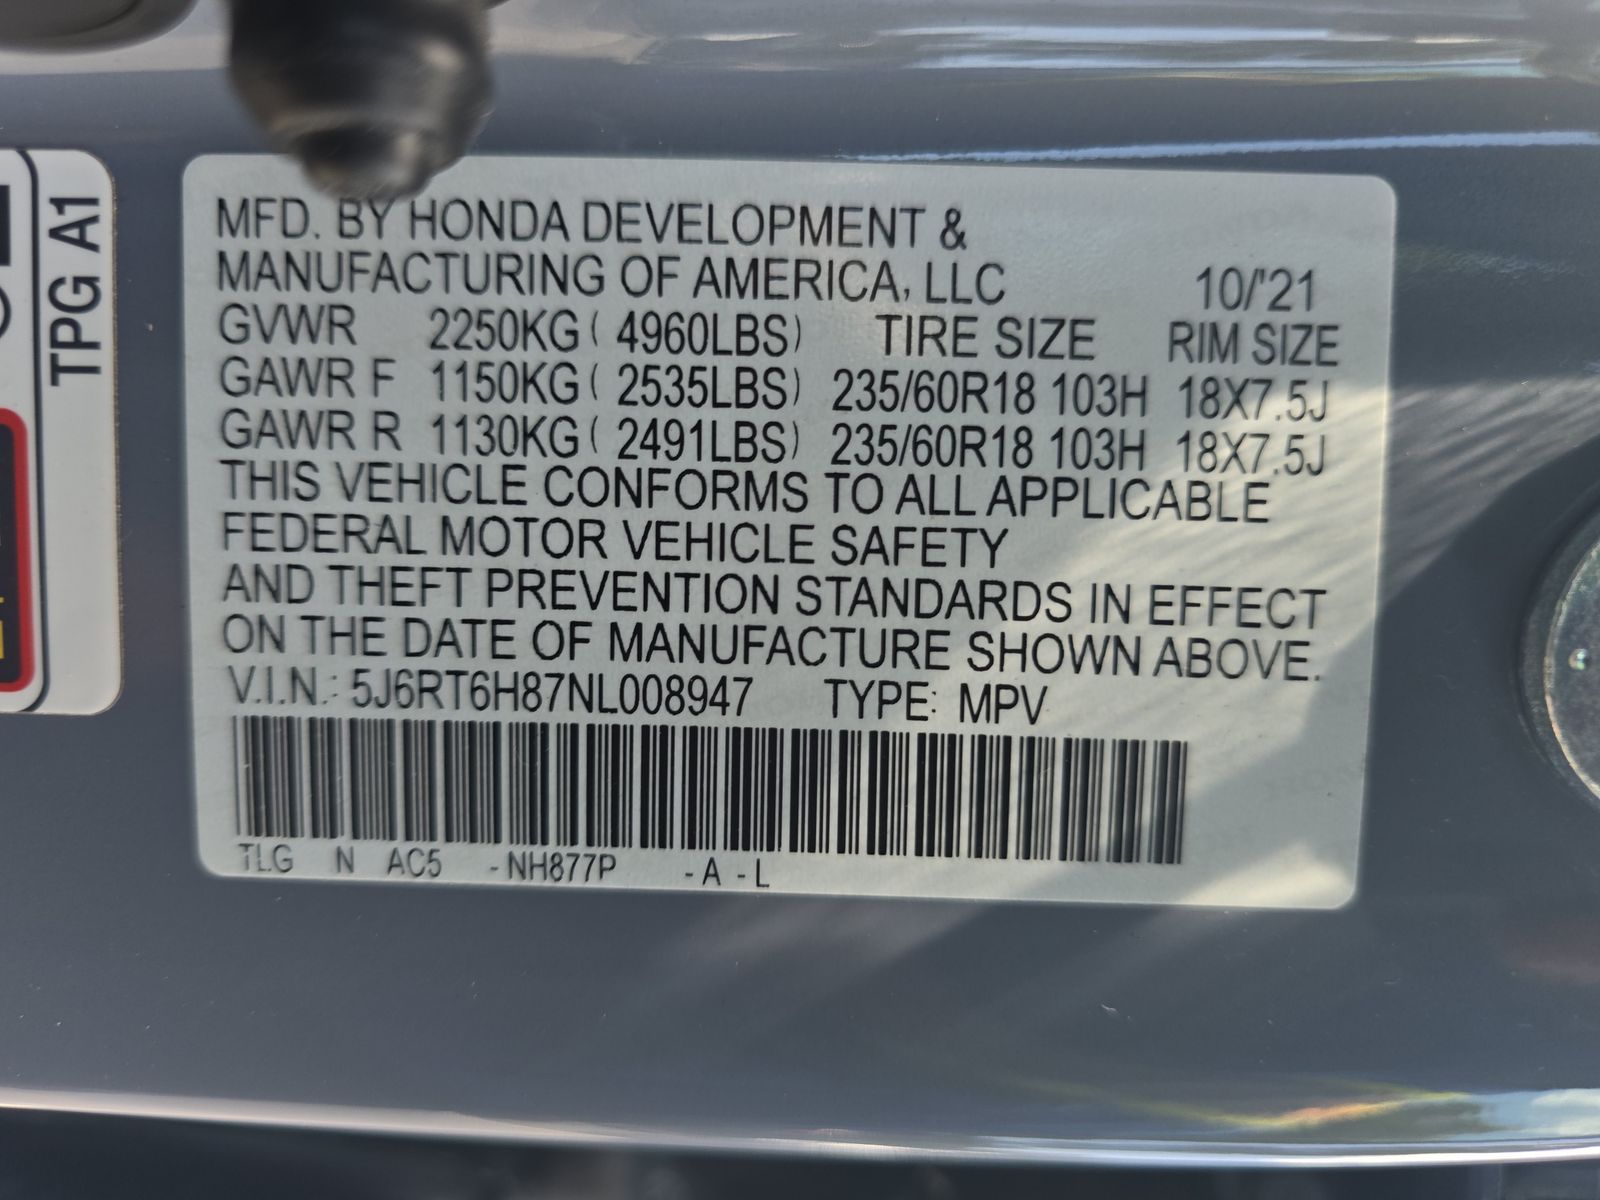 TPG A1
MFD. BY HONDA DEVELOPMENT &
MANUFACTURING OF AMERICA, LLC 10/'21
GVWR 2250KG ( 4960LBS) TIRE SIZE RIM SIZE
GAWR F 1150KG ( 2535LBS) 235/60R18 103H 18X7.5J
GAWR R 1130KG ( 2491LBS) 235/60R18 103H 18X7.5J
THIS VEHICLE CONFORMS TO ALL APPLICABLE
FEDERAL MOTOR VEHICLE SAFETY
AND THEFT PREVENTION STANDARDS IN EFFECT
ON THE DATE OF MANUFACTURE SHOWN ABOVE.
V.I.N.: 5J6RT6H87NL008947 TYPE: MPV
TLG N AC5 -NH877P -A -L